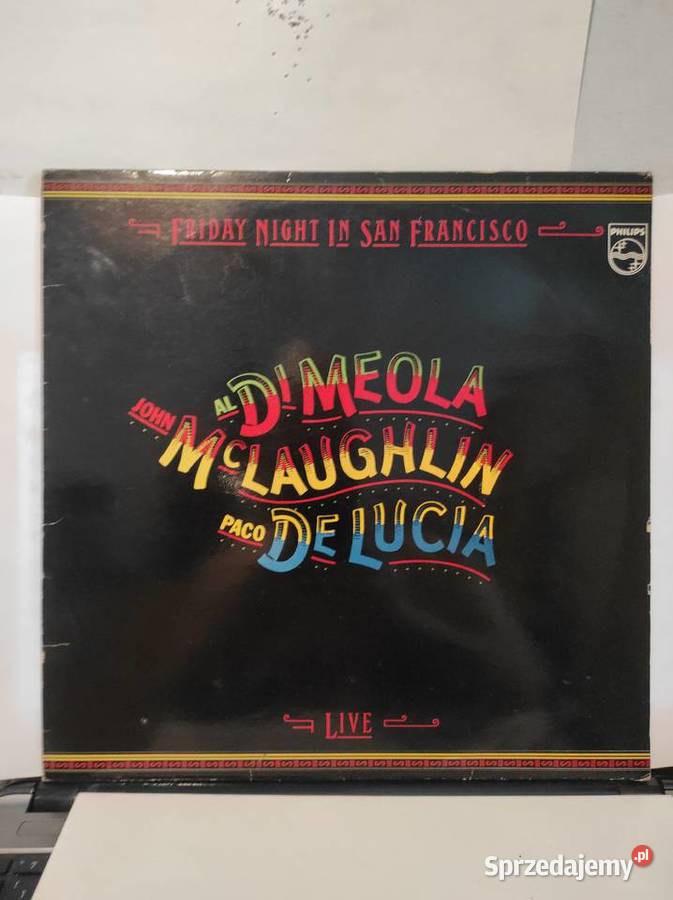 FRIDAY NIGHT IN SAN FRANCISCO
PHILIPS
AL DI MEOLA
JOHN
MCLAUGHLIN
PACO DE LUCIA
LIVE
Sprzedajemy.pl